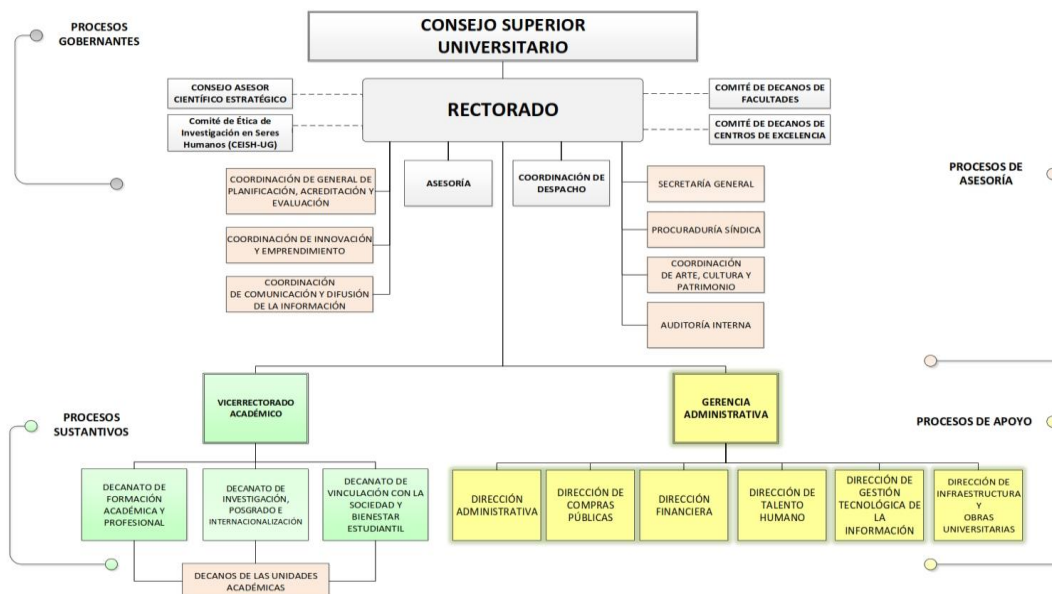 PROCESOS
GOBERNANTES
CONSEJO SUPERIOR
UNIVERSITARIO
CONSEJO ASESOR
CIENTÍFICO ESTRATÉGICO
Comité de Ética de
Investigación en Seres
Humanos (CEISH-UG)
RECTORADO
COMITÉ DE DECANOS DE
FACULTADES
COMITÉ DE DECANOS DE
CENTROS DE EXCELENCIA
COORDINACIÓN DE GENERAL DE
PLANIFICACIÓN, ACREDITACIÓN Y
EVALUACIÓN
ASESORÍA
COORDINACIÓN DE
DESPACHO
SECRETARÍA GENERAL
PROCESOS DE
ASESORÍA
COORDINACIÓN DE INNOVACIÓN
Y EMPRENDIMIENTO
PROCURADURÍA SÍNDICA
COORDINACIÓN
DE COMUNICACIÓN Y DIFUSIÓN
DE LA INFORMACIÓN
COORDINACIÓN
DE ARTE, CULTURA Y
PATRIMONIO
AUDITORÍA INTERNA
PROCESOS
SUSTANTIVOS
VICERRECTORADO
ACADÉMICO
GERENCIA
ADMINISTRATIVA
PROCESOS DE APOYO
DECANATO DE
FORMACIÓN
ACADÉMICA Y
PROFESIONAL
DECANATO DE
INVESTIGACIÓN,
POSGRADO E
INTERNACIONALIZACIÓN
DECANATO DE
VINCULACIÓN CON LA
SOCIEDAD Y
BIENESTAR
ESTUDIANTIL
DIRECCIÓN
ADMINISTRATIVA
DIRECCIÓN DE
COMPRAS
PÚBLICAS
DIRECCIÓN
FINANCIERA
DIRECCIÓN DE
TALENTO
HUMANO
DIRECCIÓN DE
GESTIÓN
TECNOLÓGICA DE
LA
INFORMACIÓN
DIRECCIÓN DE
INFRAESTRUCTURA
Y
OBRAS
UNIVERSITARIAS
DECANOS DE LAS UNIDADES
ACADÉMICAS